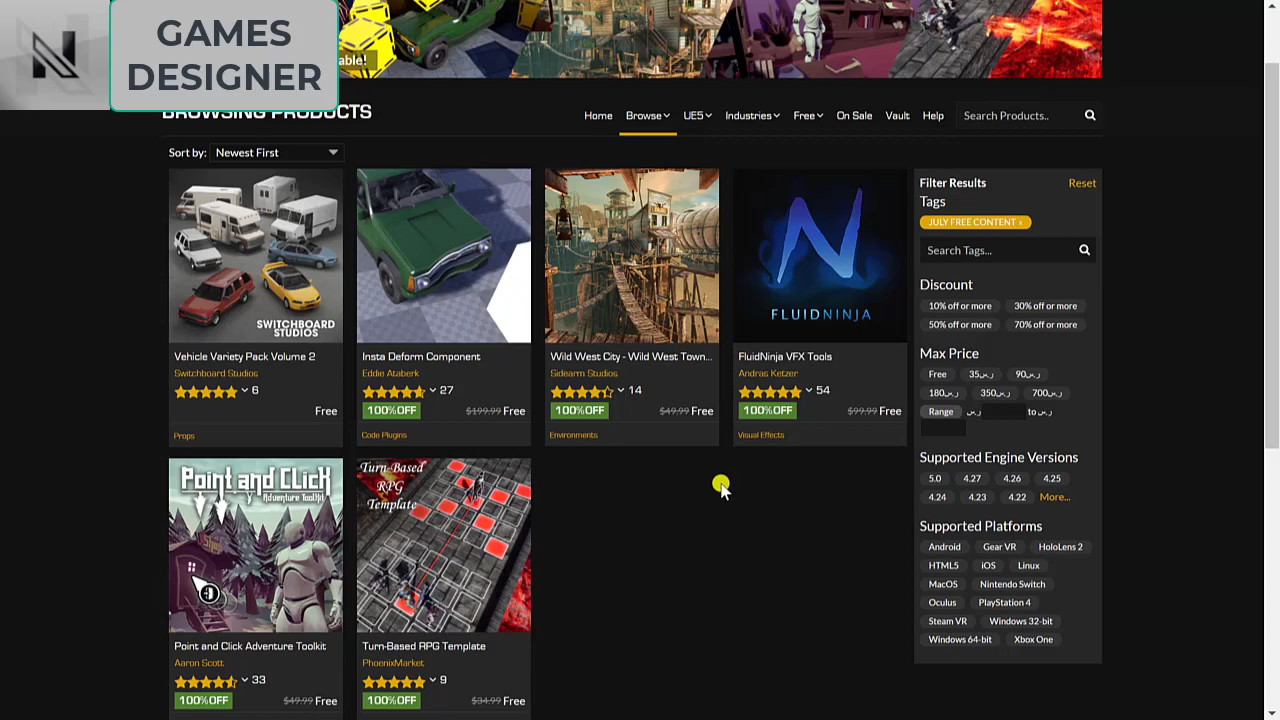 GAMES
DESIGNER
able!
BROWSING PRODUCTS
Home Browse UE5 Industries Free On Sale Vault Help Search Products..
Sort by: Newest First
SWITCHBOARD
STUDIOS
Vehicle Variety Pack Volume 2
Switchboard Studios
6
Free
Props
Insta Deform Component
Eddie Ataberk
27
100%OFF $199.99 Free
Code Plugins
Wild West City - Wild West Town...
Sidearm Studios
14
100%OFF $49.99 Free
Environments
FLUIDNINJA
FluidNinja VFX Tools
Andras Ketzer
54
100%OFF $99.99 Free
Visual Effects
Point and Click
Adventure Toolkit
Shop
Point and Click Adventure Toolkit
Aaron Scott
33
100%OFF $49.99 Free
Turn-Based
RPG
Template
Turn-Based RPG Template
PhoenixMarket
9
100%OFF $34.99 Free
Filter Results Reset
Tags
JULY FREE CONTENT x
Search Tags...
Discount
10% off or more 30% off or more
50% off or more 70% off or more
Max Price
Free ر.س35 ر.س90
ر.س180 ر.س350 ر.س700
Range ر.س to ر.س
Supported Engine Versions
5.0 4.27 4.26 4.25
4.24 4.23 4.22 More...
Supported Platforms
Android Gear VR HoloLens 2
HTML5 iOS Linux
MacOS Nintendo Switch
Oculus PlayStation 4
Steam VR Windows 32-bit
Windows 64-bit Xbox One